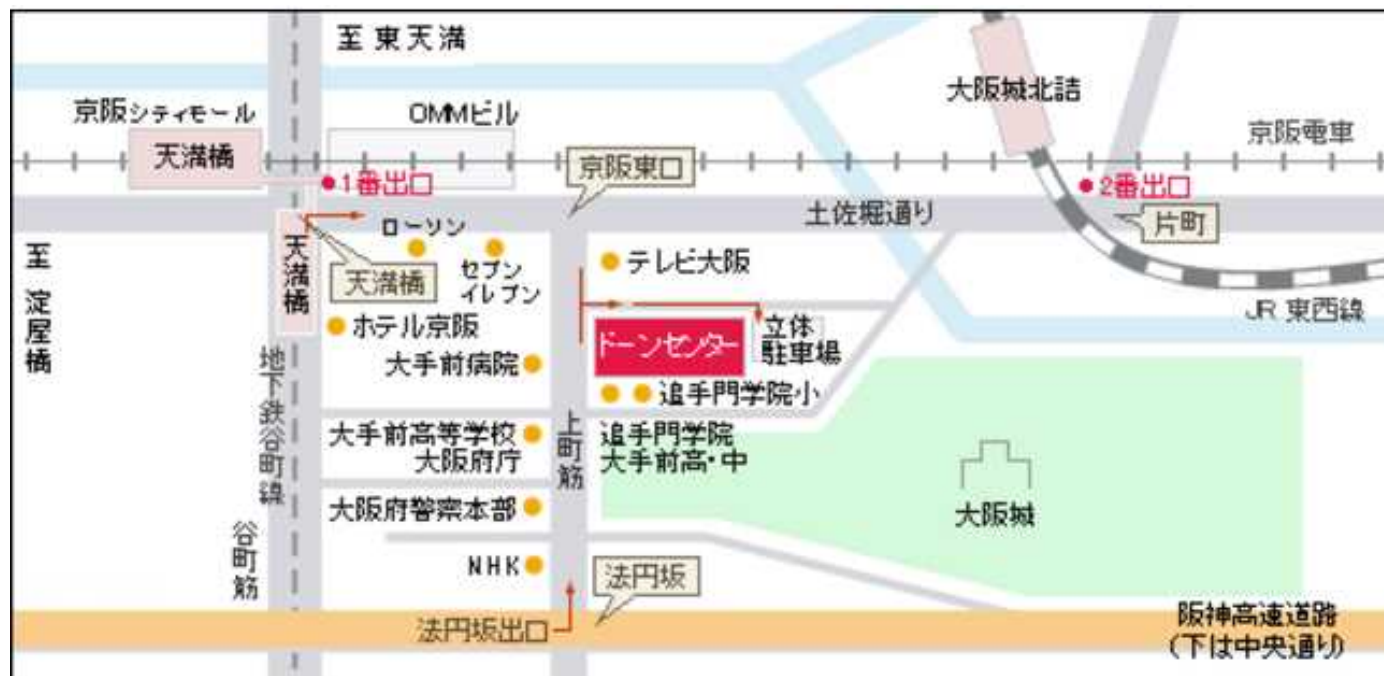 至東天満
大阪城北詰
京阪シティモール
OMMビル
京阪電車
天満橋
京阪東口
1番出口
2番出口
土佐堀通り
片町
ローソン
天満橋
天満橋
セブン
イレブン
テレビ大阪
至淀屋橋
JR 東西線
ホテル京阪
ドーンセンター
立体
駐車場
大手前病院
追手門学院小
地下鉄谷町線
大手前高等学校
大阪府庁
上町筋
追手門学院
大手前高・中
大阪城
大阪府警察本部
谷町筋
NHK
法円坂
法円坂出口
阪神高速道路
(下は中央通り)